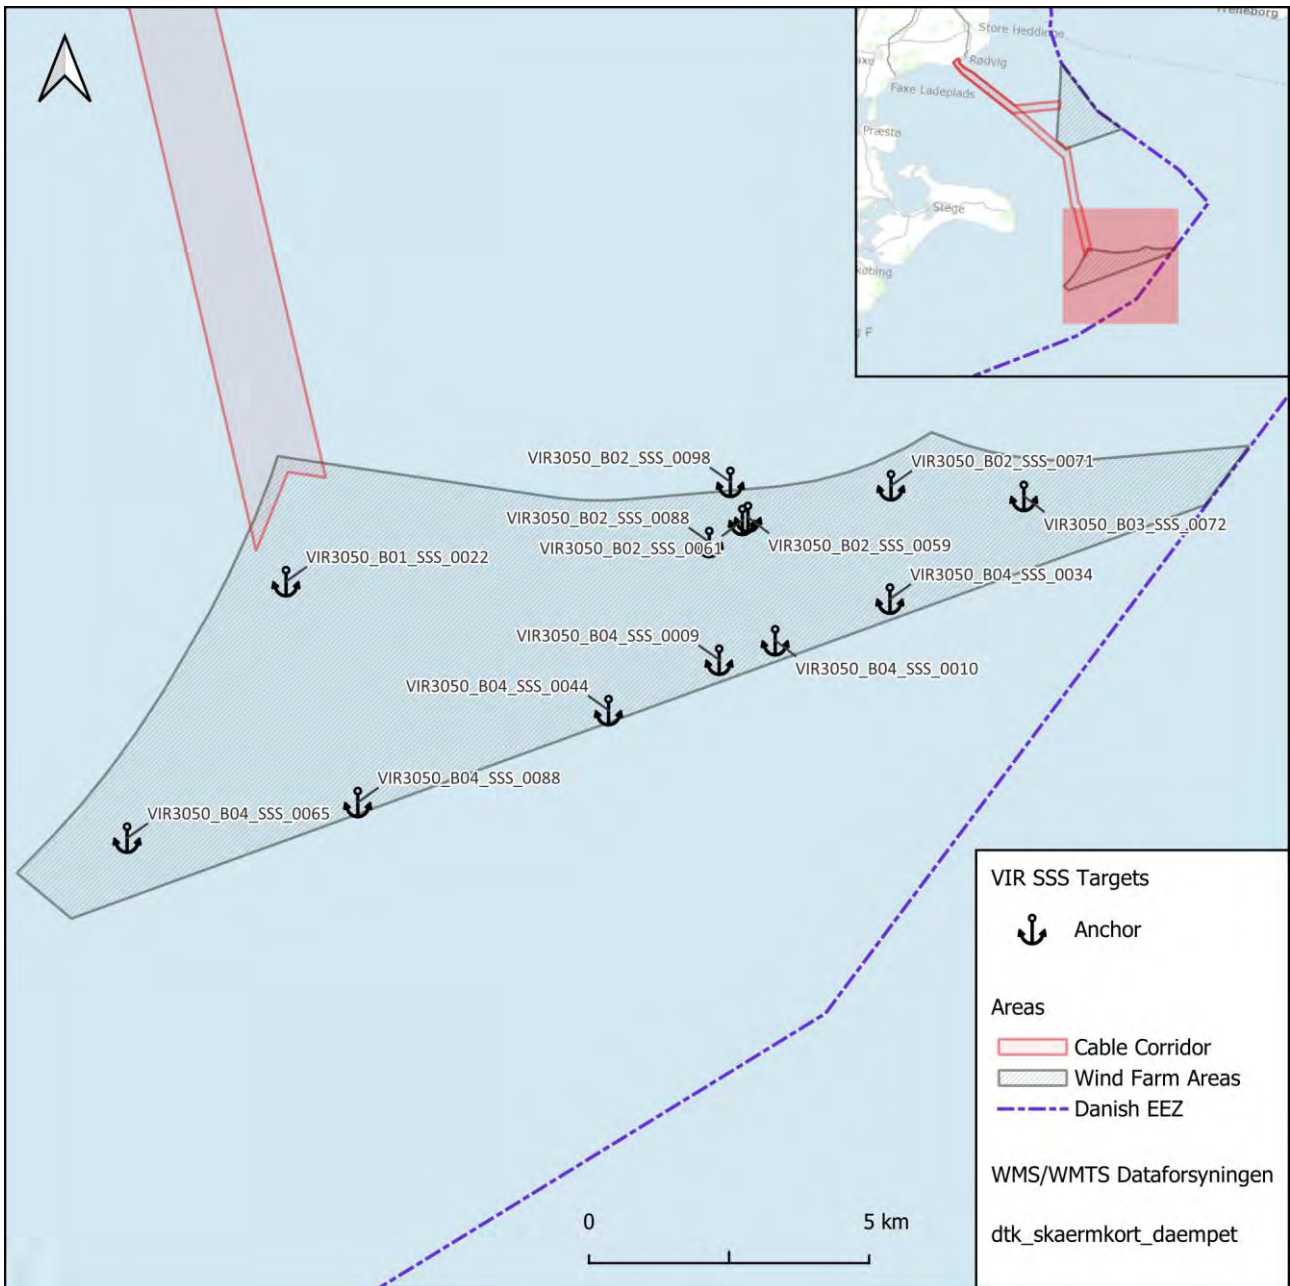 Trelleborg
Store Heddinge
Rødvig
Faxe Ladeplads
Præstø
Stege
købing
F
VIR3050_B02_SSS_0098
VIR3050_B02_SSS_0071
VIR3050_B02_SSS_0088
VIR3050_B03_SSS_0072
VIR3050_B02_SSS_0061
VIR3050_B02_SSS_0059
VIR3050_B01_SSS_0022
VIR3050_B04_SSS_0034
VIR3050_B04_SSS_0009
VIR3050_B04_SSS_0010
VIR3050_B04_SSS_0044
VIR3050_B04_SSS_0088
VIR3050_B04_SSS_0065
VIR SSS Targets
Anchor
Areas
Cable Corridor
Wind Farm Areas
Danish EEZ
WMS/WMTS Dataforsyningen
dtk_skaermkort_daempet
0 5 km